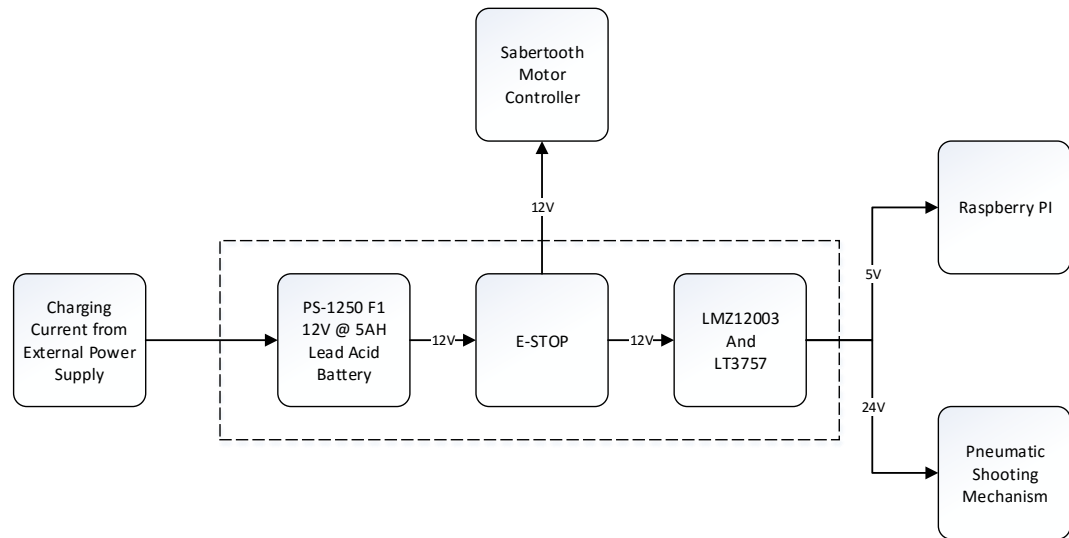 Sabertooth
Motor
Controller
12V
Raspberry PI
5V
Charging
Current from
External Power
Supply
PS-1250 F1
12V @ 5AH
Lead Acid
Battery
12V
E-STOP
12V
LMZ12003
And
LT3757
24V
Pneumatic
Shooting
Mechanism